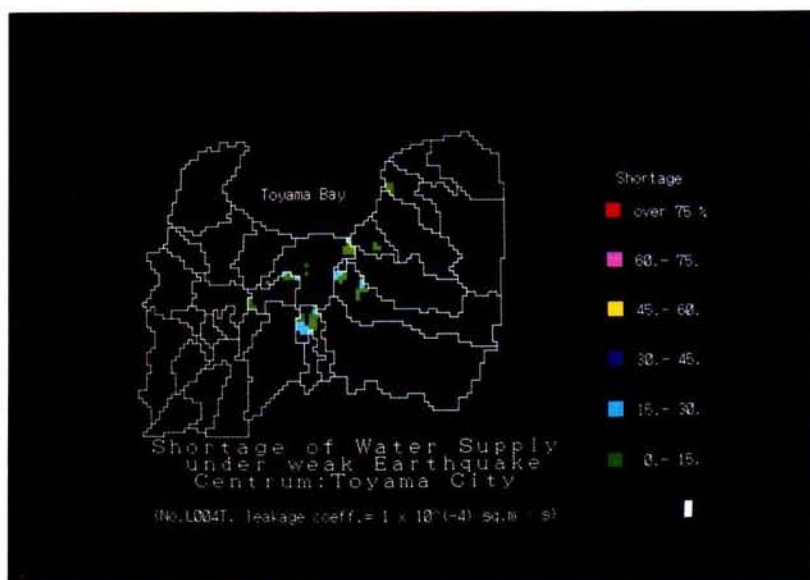 Toyama Bay
Shortage
over 75 %
60.- 75.
45.- 60.
30.- 45.
15.- 30.
0.- 15.
Shortage of Water Supply
under weak Earthquake
Centrum:Toyama City
(No.L004T. leakage coeff.= 1 x 10^(-4) sq.m / s)